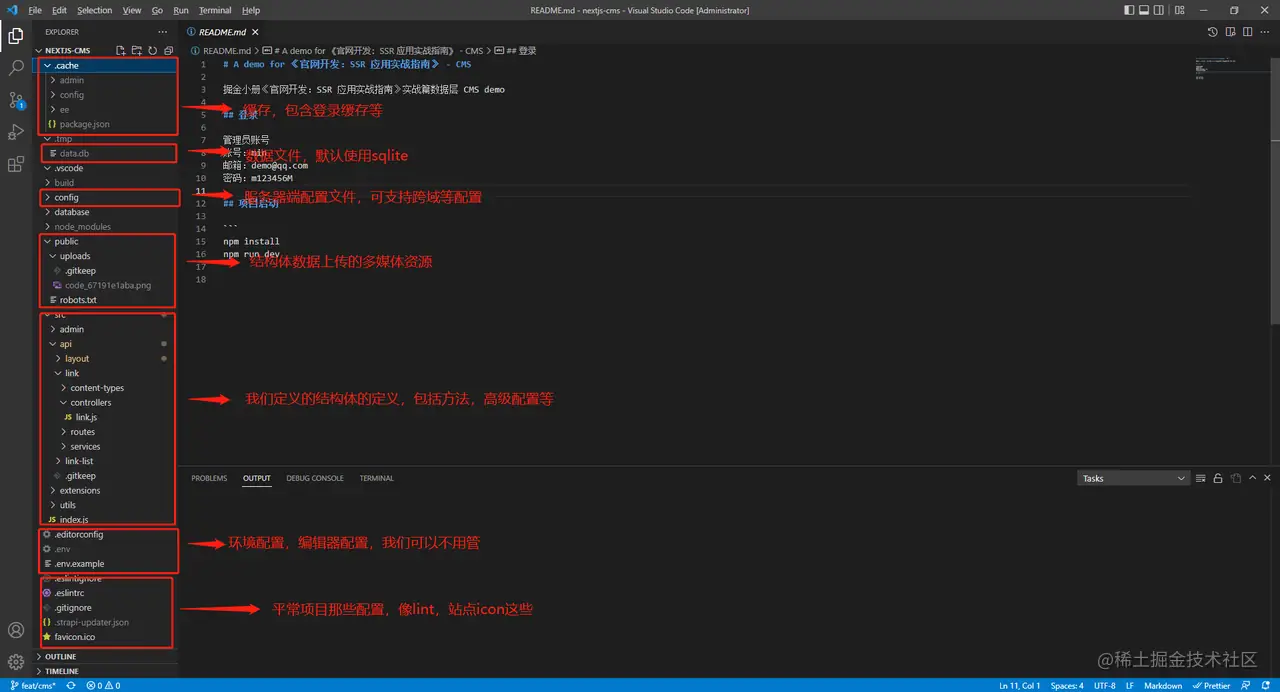 File Edit Selection View Go Run Terminal Help
README.md - nextjs-cms - Visual Studio Code [Administrator]
EXPLORER
NEXTJS-CMS
.cache
admin
config
ee
package.json
.tmp
data.db
.vscode
build
config
database
node_modules
public
uploads
.gitkeep
code_67191e1aba.png
robots.txt
src
admin
api
layout
link
content-types
controllers
link.js
routes
services
link-list
.gitkeep
extensions
utils
index.js
.editorconfig
.env
.env.example
.eslintignore
.eslintrc
.gitignore
.strapi-updater.json
favicon.ico
OUTLINE
TIMELINE
README.md
README.md > # A demo for 《官网开发：SSR 应用实战指南》 - CMS > ## 登录
1 # A demo for 《官网开发：SSR 应用实战指南》 - CMS
2
3 掘金小册《官网开发：SSR 应用实战指南》实战篇数据层 CMS demo
4
5 ## 登录
缓存，包含登录缓存等
6
7 管理员账号
8 账号：min
数据文件，默认使用sqlite
9 邮箱：demo@qq.com
10 密码：m123456M
11
服务器端配置文件，可支持跨域等配置
12 ## 项目启动
13
14 ```
15 npm install
16 npm run dev
结构体数据上传的多媒体资源
17
18
我们定义的结构体的定义，包括方法，高级配置等
PROBLEMS OUTPUT DEBUG CONSOLE TERMINAL
Tasks
环境配置，编辑器配置，我们可以不用管
平常项目那些配置，像lint，站点icon这些
@稀土掘金技术社区
feat/cms* 0 0
Ln 11, Col 1 Spaces: 4 UTF-8 LF Markdown Prettier